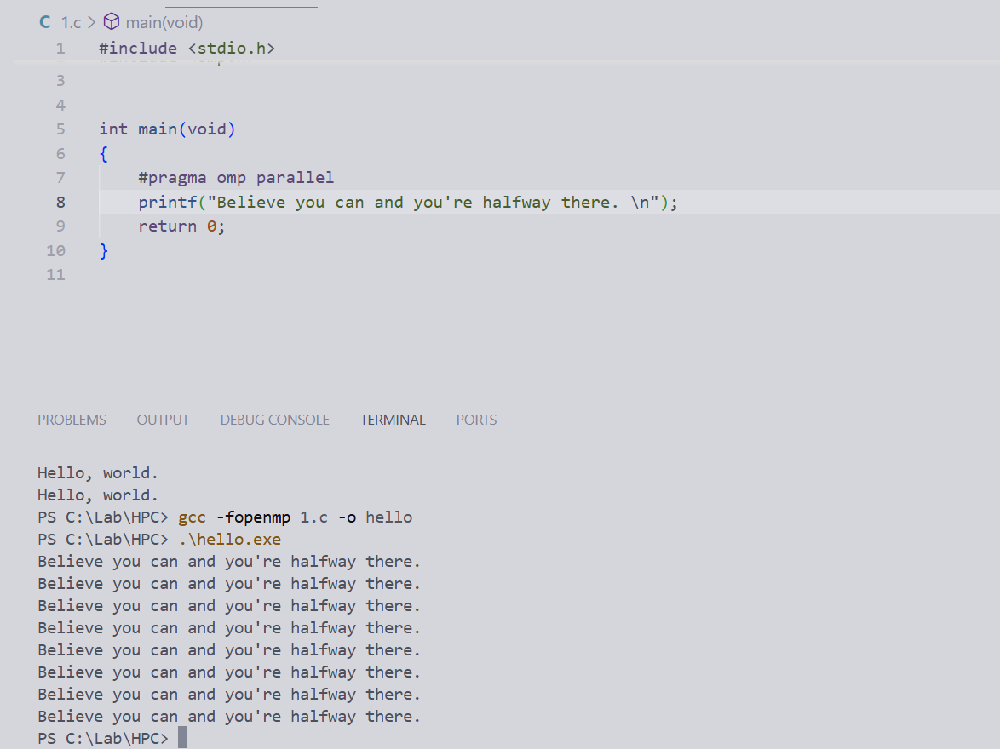 C 1.c > main(void)
1 #include <stdio.h>
3
4
5 int main(void)
6 {
7 #pragma omp parallel
8 printf("Believe you can and you're halfway there. \n");
9 return 0;
10 }
11
PROBLEMS OUTPUT DEBUG CONSOLE TERMINAL PORTS
Hello, world.
Hello, world.
PS C:\Lab\HPC> gcc -fopenmp 1.c -o hello
PS C:\Lab\HPC> .\hello.exe
Believe you can and you're halfway there.
Believe you can and you're halfway there.
Believe you can and you're halfway there.
Believe you can and you're halfway there.
Believe you can and you're halfway there.
Believe you can and you're halfway there.
Believe you can and you're halfway there.
Believe you can and you're halfway there.
PS C:\Lab\HPC>